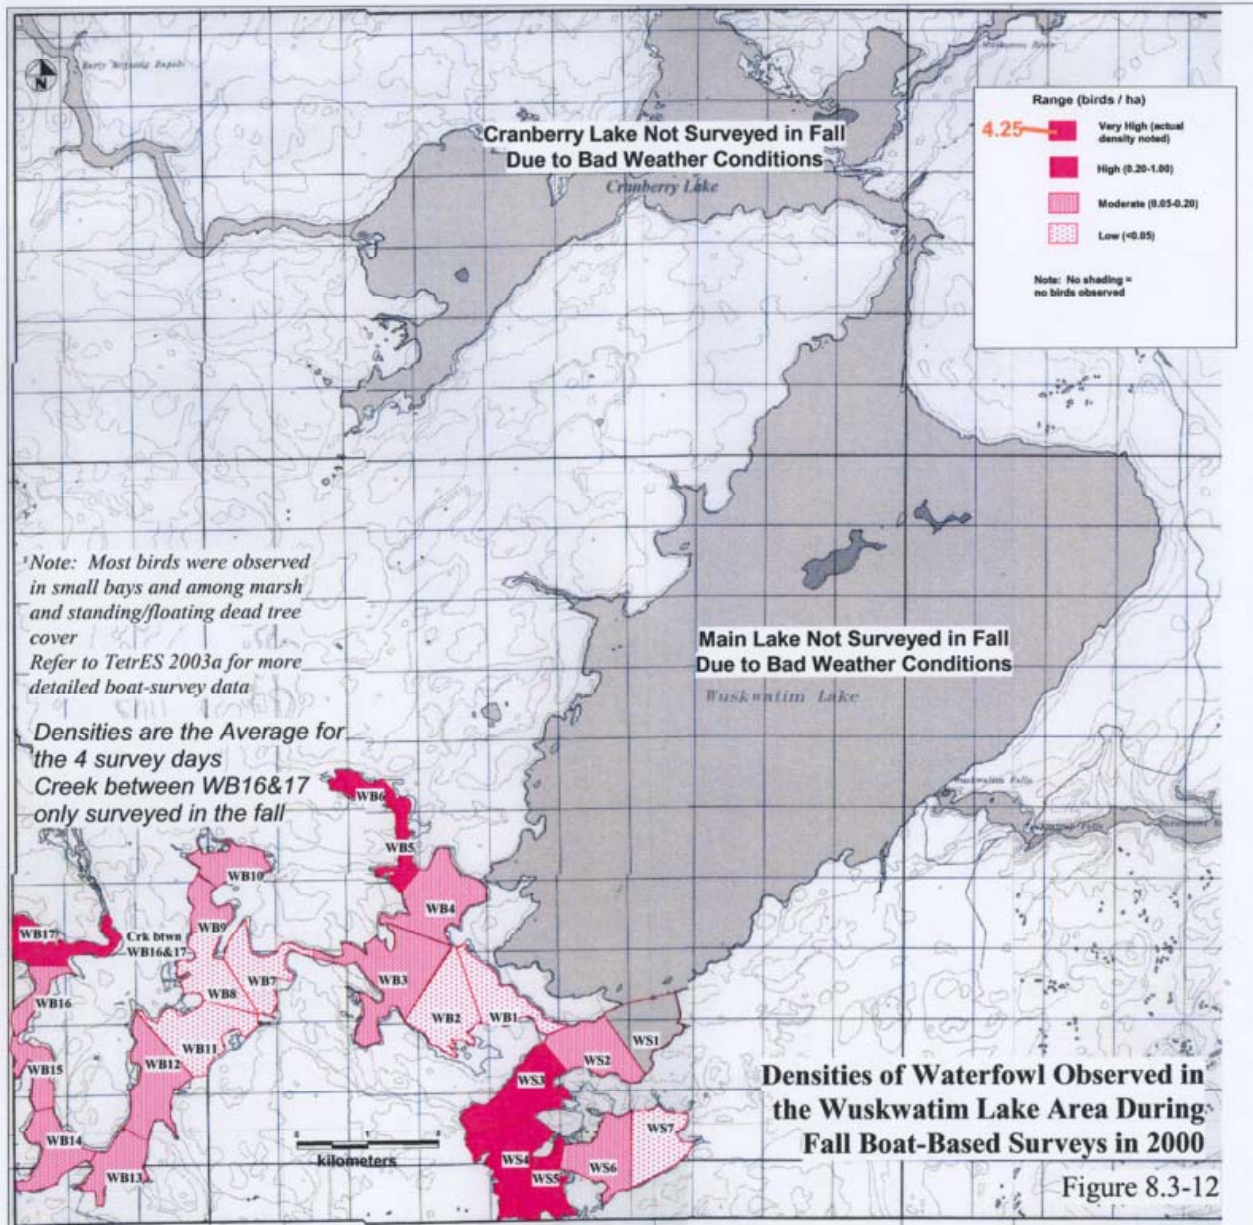 N
Early
Muskwatim River
Range (birds / ha)
4.25
Very High (actual
density noted)
High (0.20-1.00)
Moderate (0.05-0.20)
Low (<0.05)
Note: No shading =
no birds observed
Cranberry Lake Not Surveyed in Fall
Due to Bad Weather Conditions
Cranberry Lake
Note: Most birds were observed
in small bays and among marsh
and standing/floating dead tree
cover
Refer to TetrES 2003a for more
detailed boat-survey data
Main Lake Not Surveyed in Fall
Due to Bad Weather Conditions
Wuskwatim Lake
Densities are the Average for
the 4 survey days
Creek between WB16&17
only surveyed in the fall
Wuskwatim Falls
WB6
WB5
WB10
WB4
WB17
WB9
Crk btwn
WB16&17
WB3
WB7
WB8
WB16
WB2
WB1
WB11
WS1
WB12
WS2
WB15
WS3
WS7
WB14
WS4
WS6
WB13
WS5
0 1
kilometers
Densities of Waterfowl Observed in
the Wuskwatim Lake Area During
Fall Boat-Based Surveys in 2000
Figure 8.3-12